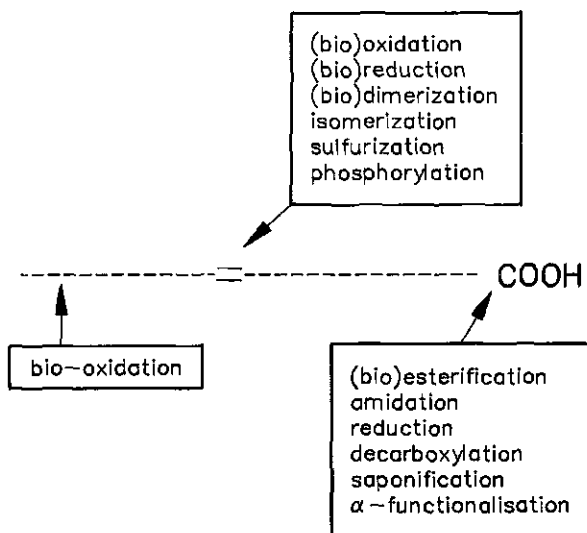 (bio)oxidation
(bio)reduction
(bio)dimerization
isomerization
sulfurization
phosphorylation
COOH
bio-oxidation
(bio)esterification
amidation
reduction
decarboxylation
saponification
α-functionalisation